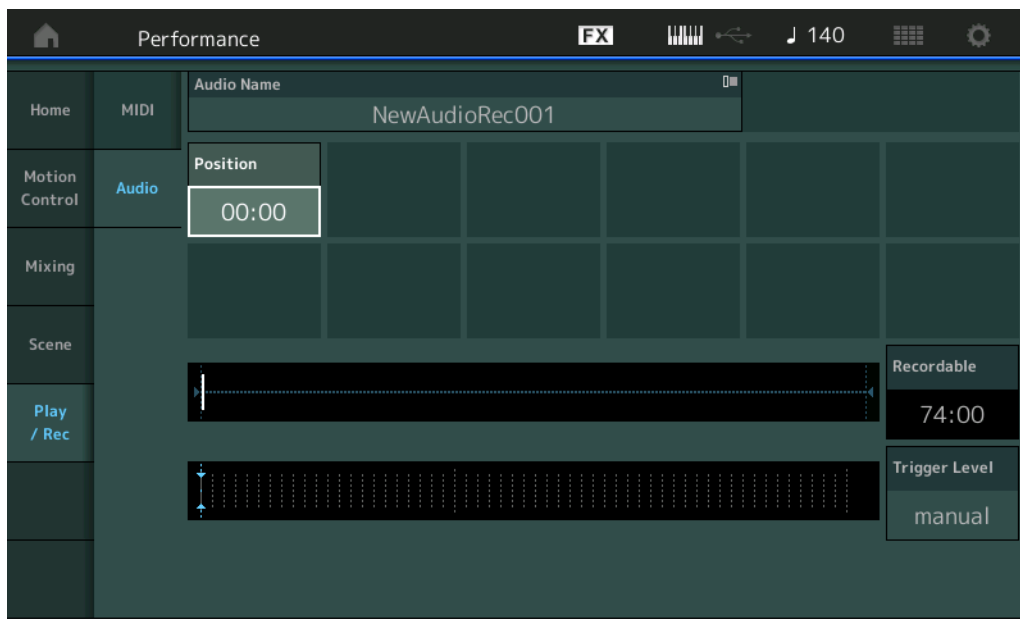 Performance
FX
140
Home
MIDI
Audio Name
NewAudioRec001
Motion
Control
Audio
Position
00:00
Mixing
Scene
Play
/ Rec
Recordable
74:00
Trigger Level
manual